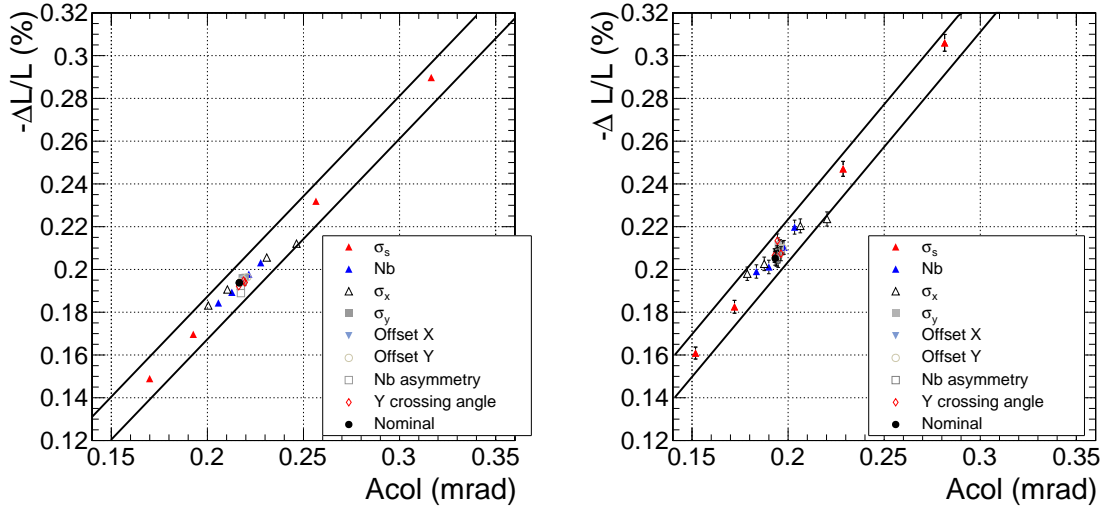 -ΔL/L (%)
0.32
0.3
0.28
0.26
0.24
0.22
0.2
0.18
0.16
0.14
0.12
0.15
0.2
0.25
0.3
0.35
Acol (mrad)
σs
Nb
σx
σy
Offset X
Offset Y
Nb asymmetry
Y crossing angle
Nominal
-Δ L/L (%)
0.32
0.3
0.28
0.26
0.24
0.22
0.2
0.18
0.16
0.14
0.12
0.15
0.2
0.25
0.3
0.35
Acol (mrad)
σs
Nb
σx
σy
Offset X
Offset Y
Nb asymmetry
Y crossing angle
Nominal